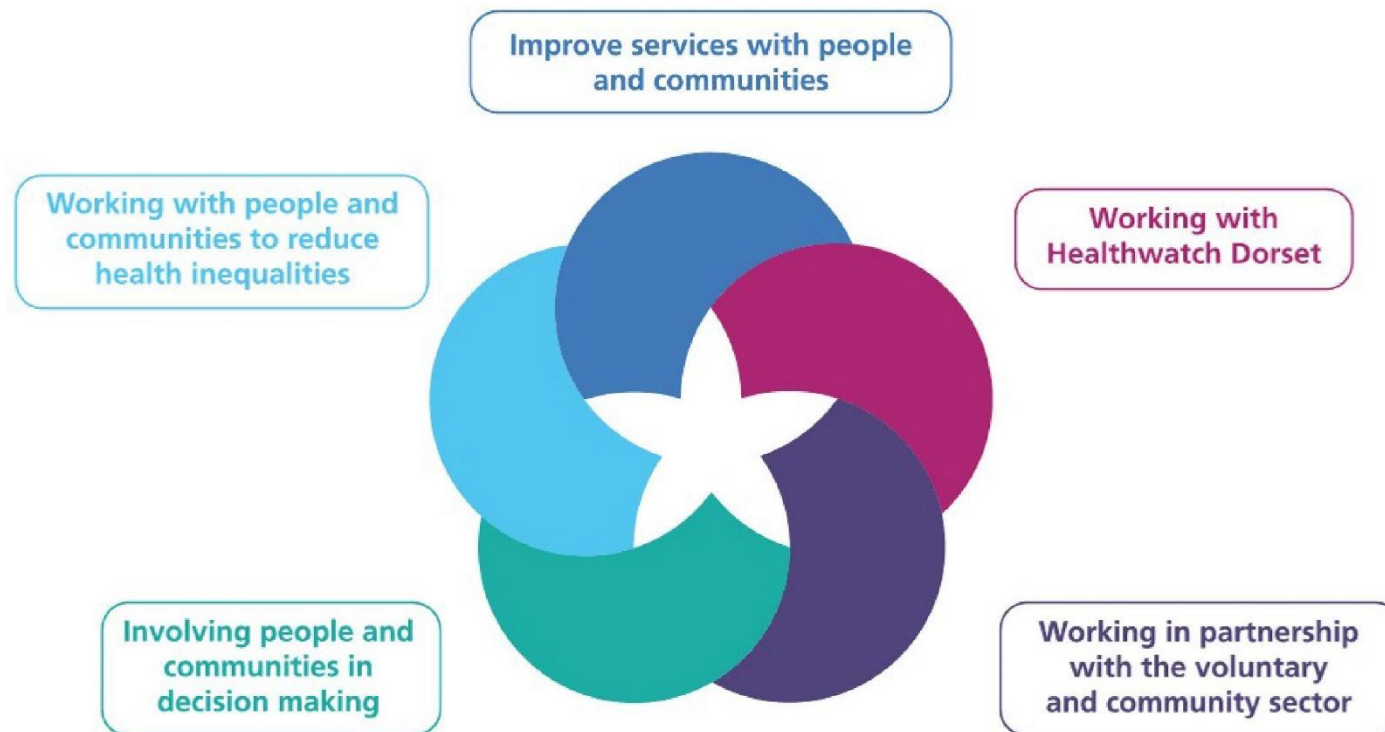 Improve services with people
and communities
Working with people and
communities to reduce
health inequalities
Working with
Healthwatch Dorset
Involving people and
communities in
decision making
Working in partnership
with the voluntary
and community sector